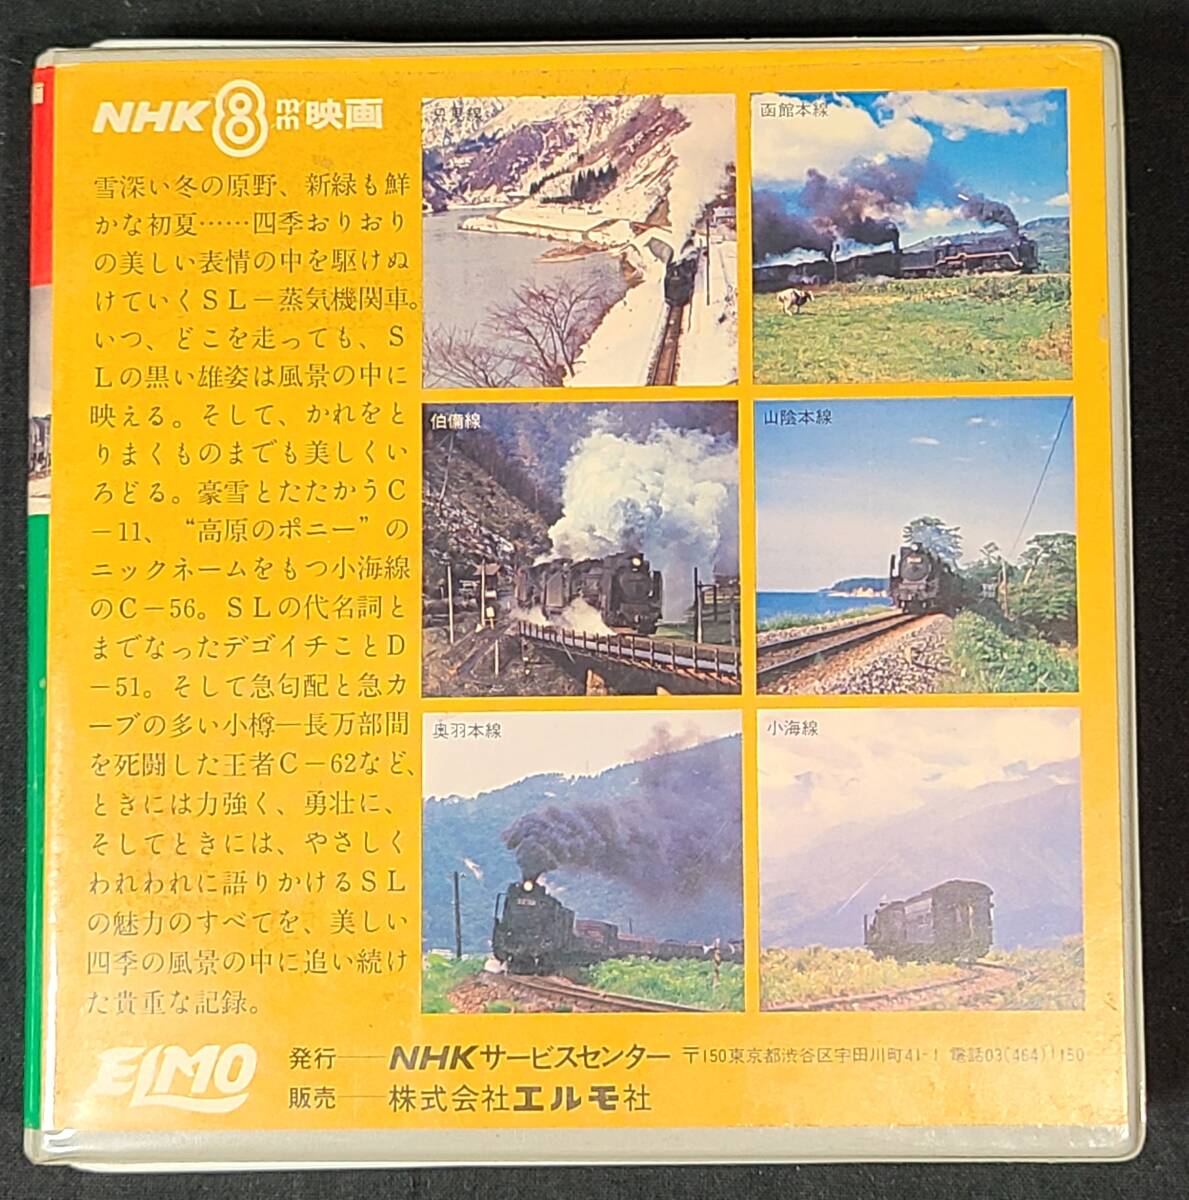 NHK8mm映画
雪深い冬の原野、新緑も鮮
かな初夏……四季おりおり
の美しい表情の中を駆けぬ
けていくSL－蒸気機関車。
いつ、どこを走っても、S
Lの黒い雄姿は風景の中に
映える。そして、かれをと
りまくものまでも美しくい
ろどる。豪雪とたたかうC
－11、“高原のポニー”の
ニックネームをもつ小海線
のC－56。SLの代名詞と
までなったデゴイチことD
－51。そして急勾配と急カ
ーブの多い小樽―長万部間
を死闘した王者C－62など、
ときには力強く、勇壮に、
そしてときには、やさしく
われわれに語りかけるSL
の魅力のすべてを、美しい
四季の風景の中に追い続け
た貴重な記録。
只見線
函館本線
伯備線
山陰本線
奥羽本線
小海線
ELMO
発行――NHKサービスセンター 〒150東京都渋谷区宇田川町41-1 電話03(464)1150
販売――株式会社エルモ社